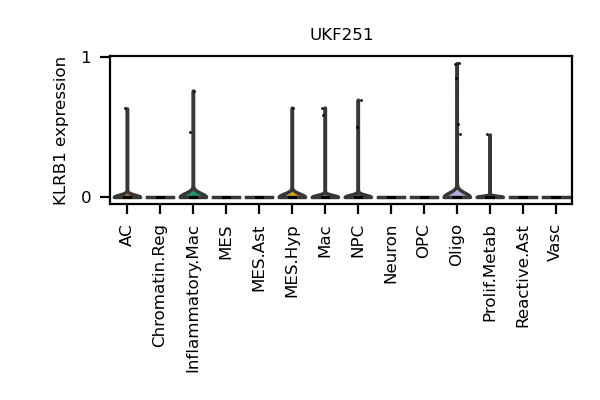 UKF251
KLRB1 expression
1
0
AC
Chromatin.Reg
Inflammatory.Mac
MES
MES.Ast
MES.Hyp
Mac
NPC
Neuron
OPC
Oligo
Prolif.Metab
Reactive.Ast
Vasc